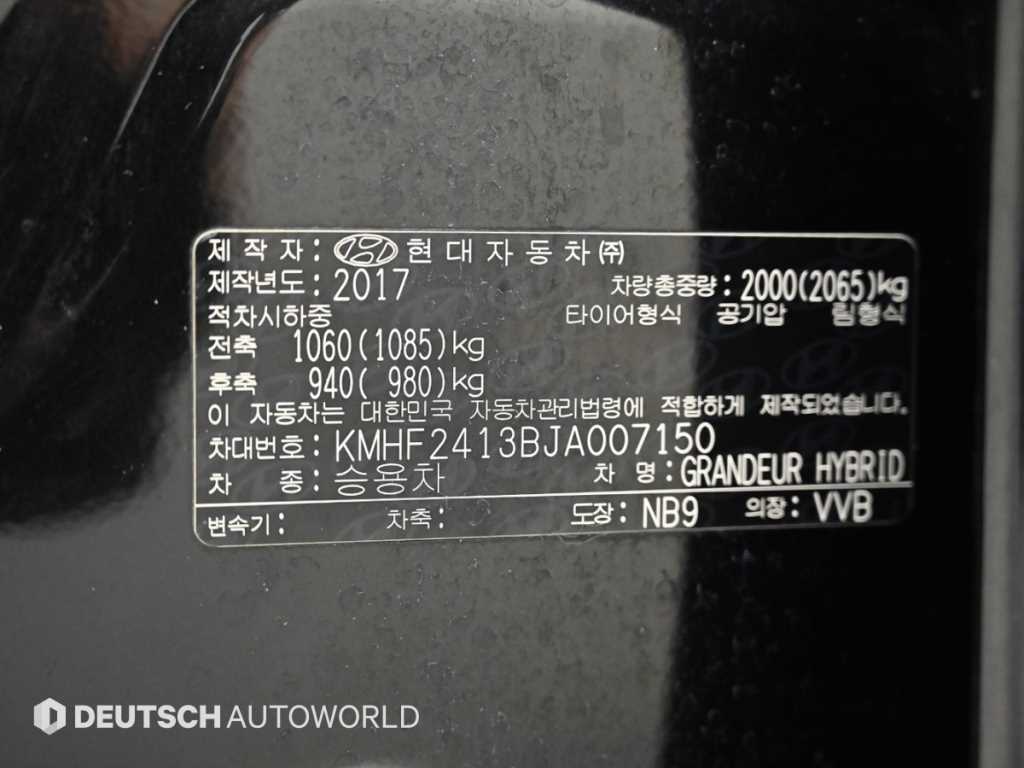 제 작 자 : 현 대 자 동 차 ㈜
제작년도 : 2017 차량총중량 : 2000(2065)kg
적차시하중 타이어형식 공기압 림형식
전축 1060(1085)kg
후축 940( 980)kg
이 자동차는 대한민국 자동차관리법령에 적합하게 제작되었습니다.
차대번호 : KMHF2413BJA007150
차 종 : 승용차 차 명 : GRANDEUR HYBRID
변속기 : 차축 : 도장 : NB9 의장 : VVB
DEUTSCH AUTOWORLD